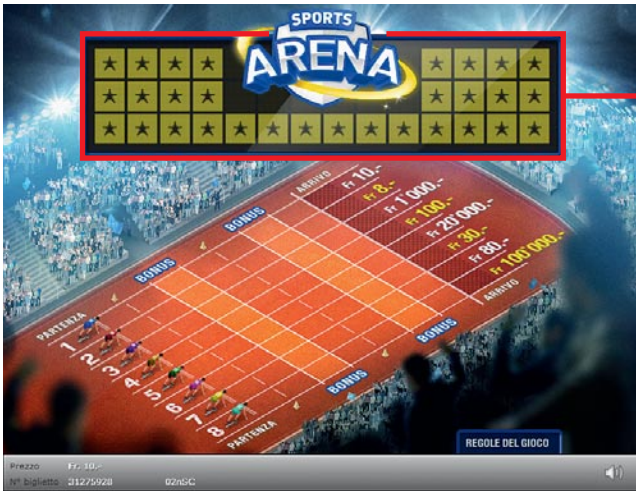 SPORTS
ARENA
ARRIVO
Fr 10.-
Fr 8.-
Fr 1'000.-
Fr 100.-
Fr 20'000.-
Fr 30.-
Fr 80.-
Fr 100'000.-
ARRIVO
BONUS
BONUS
PARTENZA
1
2
3
4
5
6
7
8
PARTENZA
BONUS
BONUS
REGOLE DEL GIOCO
Prezzo Fr. 10.-
N° biglietto 31275928 02nSC